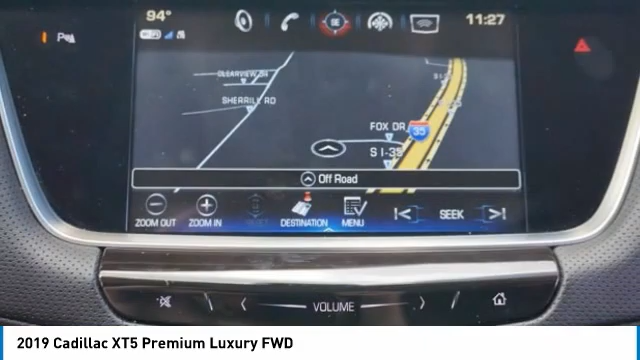 94°
11:27
CLEARVIEW DR
SHERRILL RD
FOX DR
35
S I-35
Off Road
ZOOM OUT
ZOOM IN
DESTINATION
MENU
SEEK
VOLUME
2019 Cadillac XT5 Premium Luxury FWD